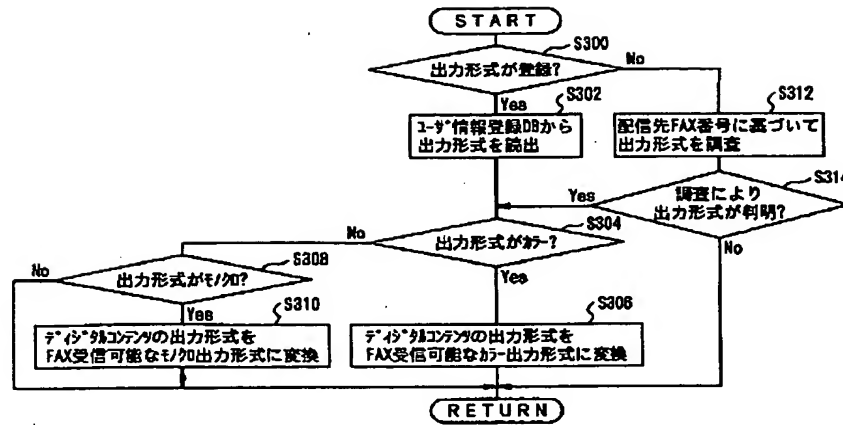 START
S300
出力形式が登録?
No
Yes
S302
ユーザ情報登録DBから
出力形式を読出
S312
配信先FAX番号に基づいて
出力形式を調査
S314
調査により
出力形式が判明?
Yes
No
S304
出力形式がカラー?
No
Yes
S308
出力形式がモノクロ?
No
Yes
S310
ディジタルコンテンツの出力形式を
FAX受信可能なモノクロ出力形式に変換
S306
ディジタルコンテンツの出力形式を
FAX受信可能なカラー出力形式に変換
RETURN